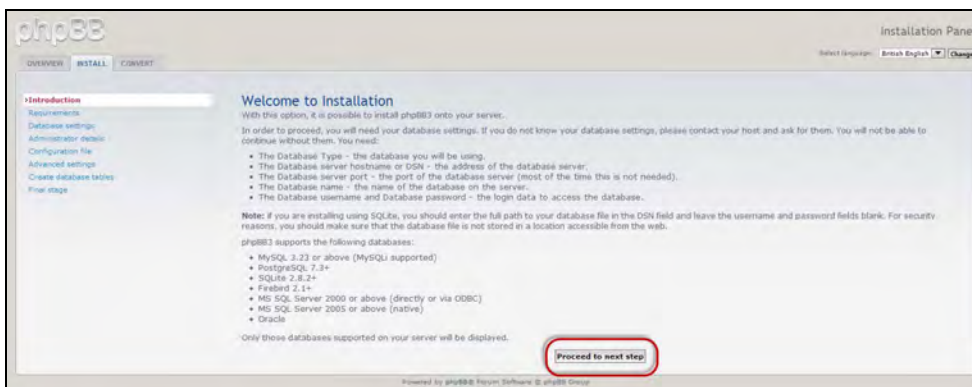 phpBB
Installation Pane
Select language: British English Change
OVERVIEW INSTALL CONVERT
Introduction
Requirements
Database settings
Administrator details
Configuration file
Advanced settings
Create database tables
Final stage
Welcome to Installation
With this option, it is possible to install phpBB3 onto your server.
In order to proceed, you will need your database settings. If you do not know your database settings, please contact your host and ask for them. You will not be able to
continue without them. You need:
• The Database Type - the database you will be using.
• The Database server hostname or DSN - the address of the database server.
• The Database server port - the port of the database server (most of the time this is not needed).
• The Database name - the name of the database on the server.
• The Database username and Database password - the login data to access the database.
Note: if you are installing using SQLite, you should enter the full path to your database file in the DSN field and leave the username and password fields blank. For security
reasons, you should make sure that the database file is not stored in a location accessible from the web.
phpBB3 supports the following databases:
• MySQL 3.23 or above (MySQLi supported)
• PostgreSQL 7.3+
• SQLite 2.8.2+
• Firebird 2.1+
• MS SQL Server 2000 or above (directly or via ODBC)
• MS SQL Server 2005 or above (native)
• Oracle
Only those databases supported on your server will be displayed.
Proceed to next step
Powered by phpBB® Forum Software © phpBB Group